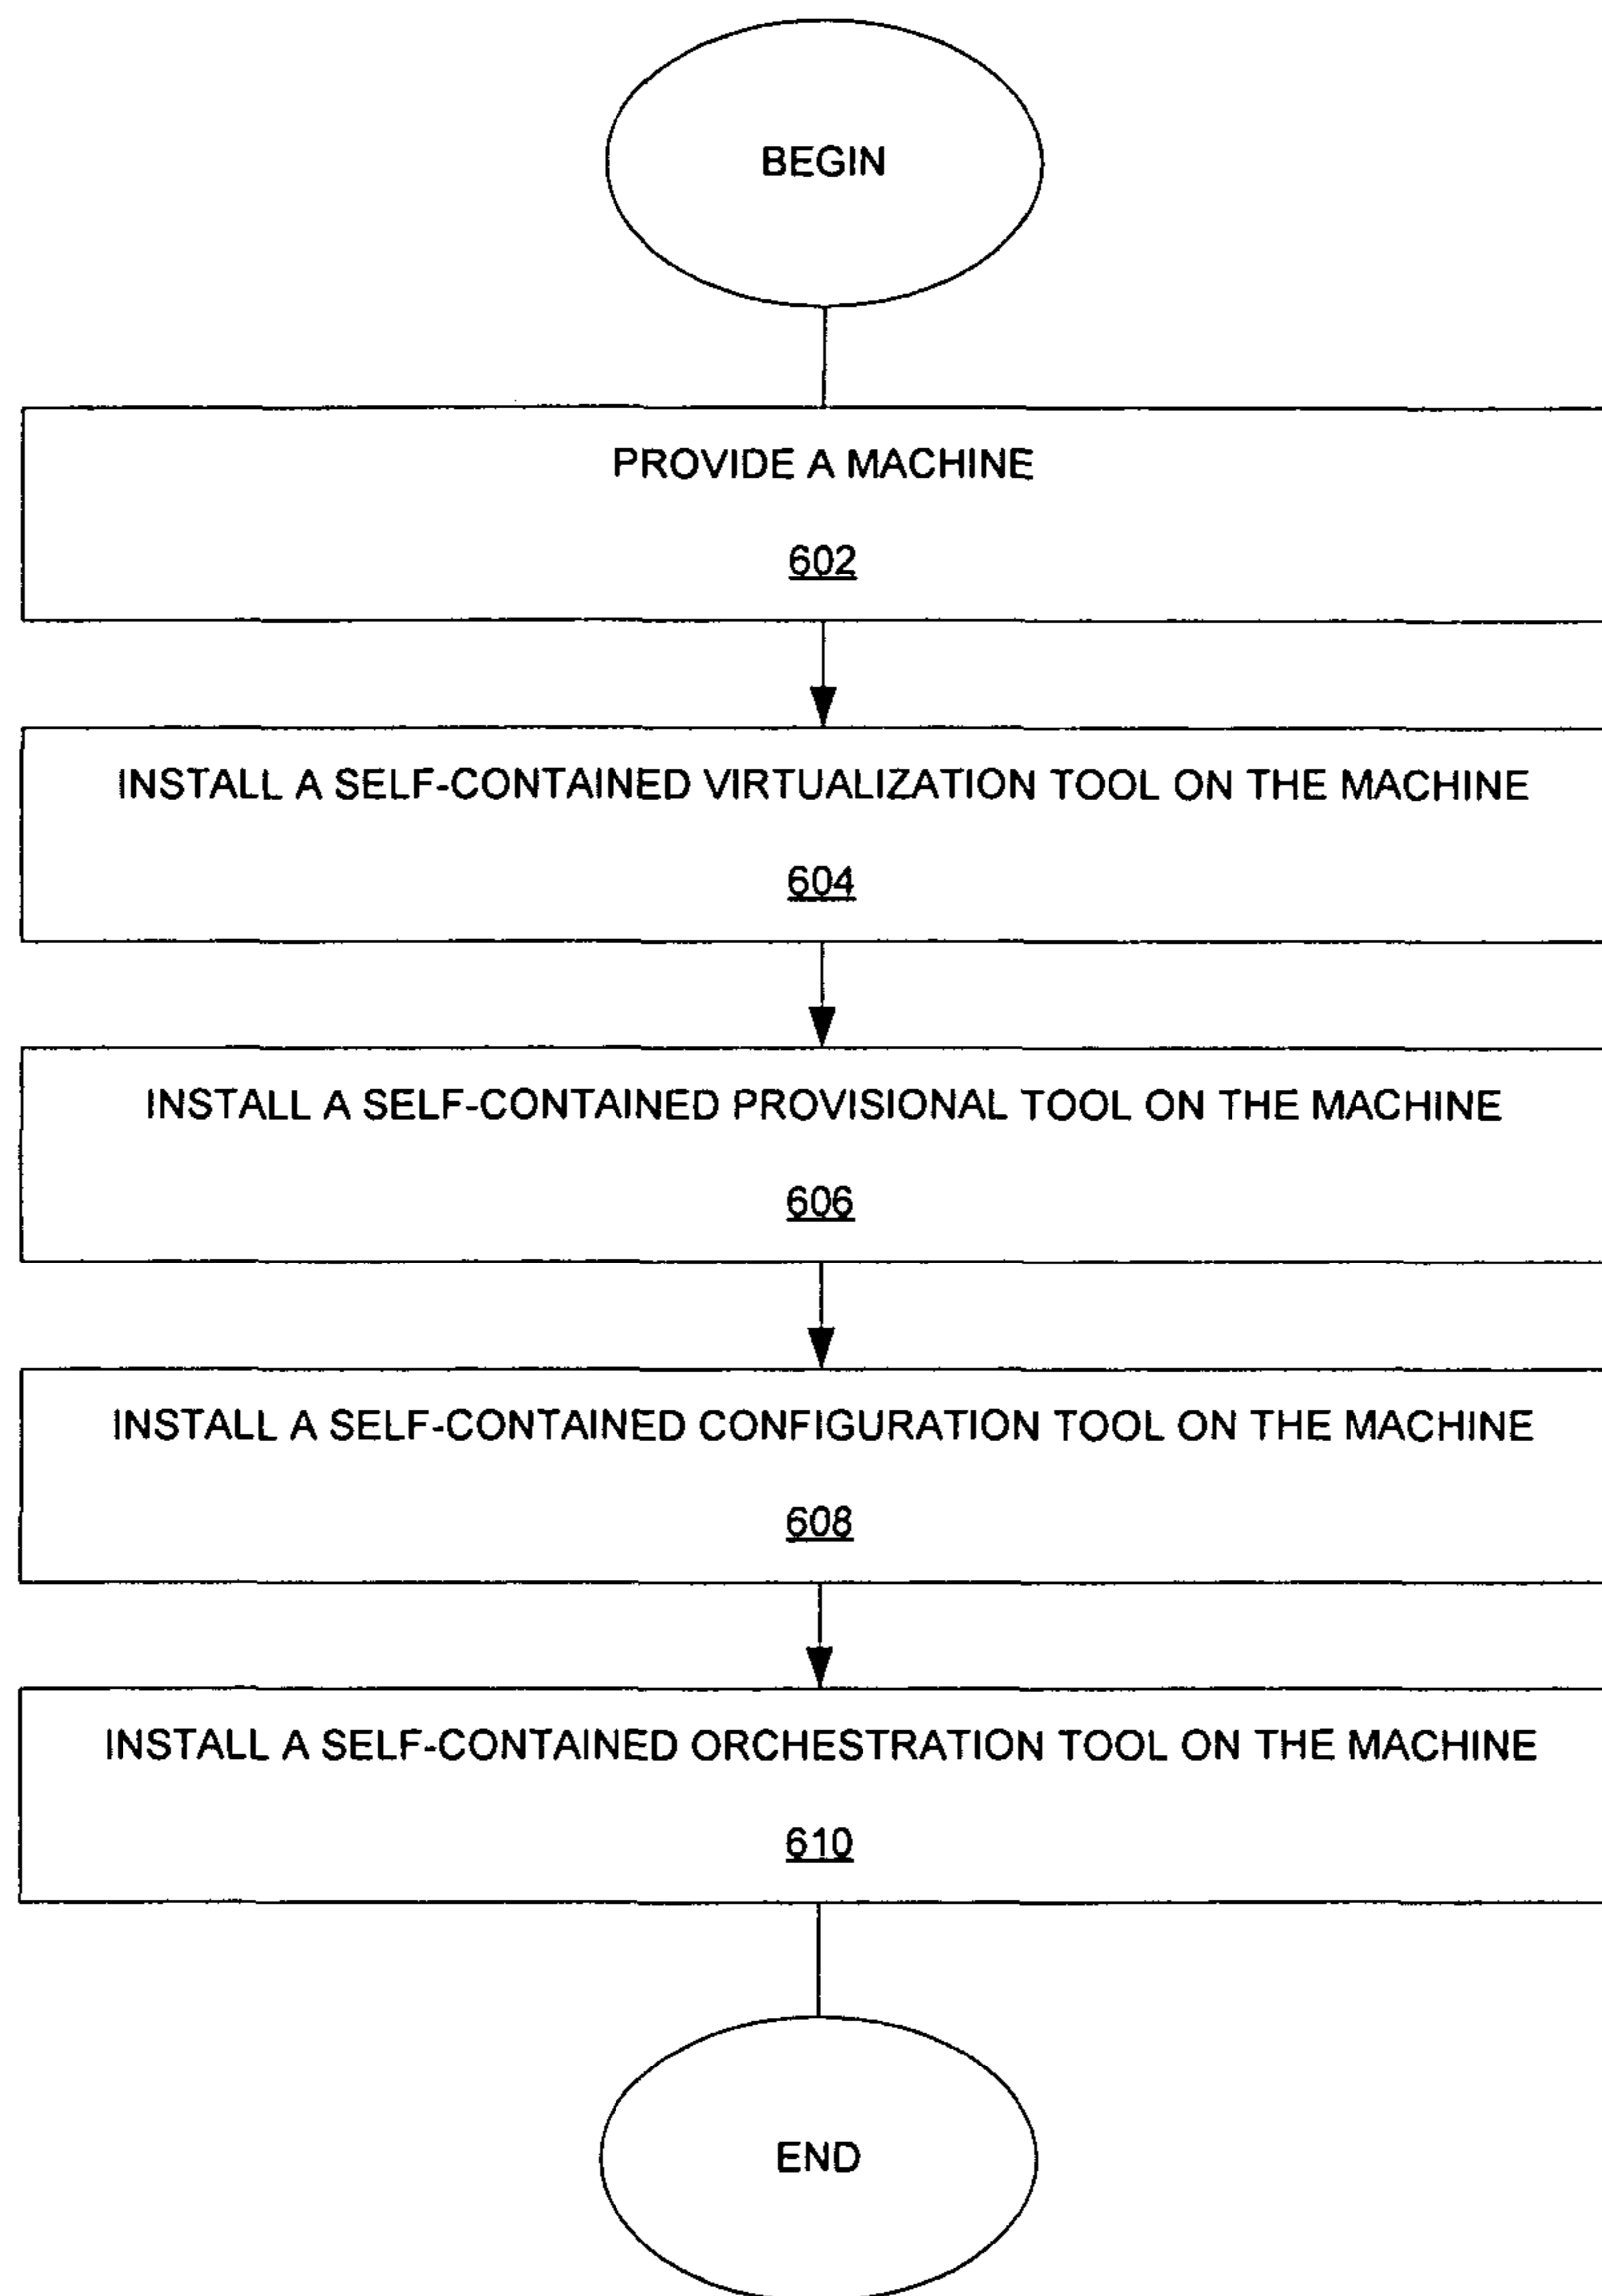 BEGIN
PROVIDE A MACHINE
602
INSTALL A SELF-CONTAINED VIRTUALIZATION TOOL ON THE MACHINE
604
INSTALL A SELF-CONTAINED PROVISIONAL TOOL ON THE MACHINE
606
INSTALL A SELF-CONTAINED CONFIGURATION TOOL ON THE MACHINE
608
INSTALL A SELF-CONTAINED ORCHESTRATION TOOL ON THE MACHINE
610
END